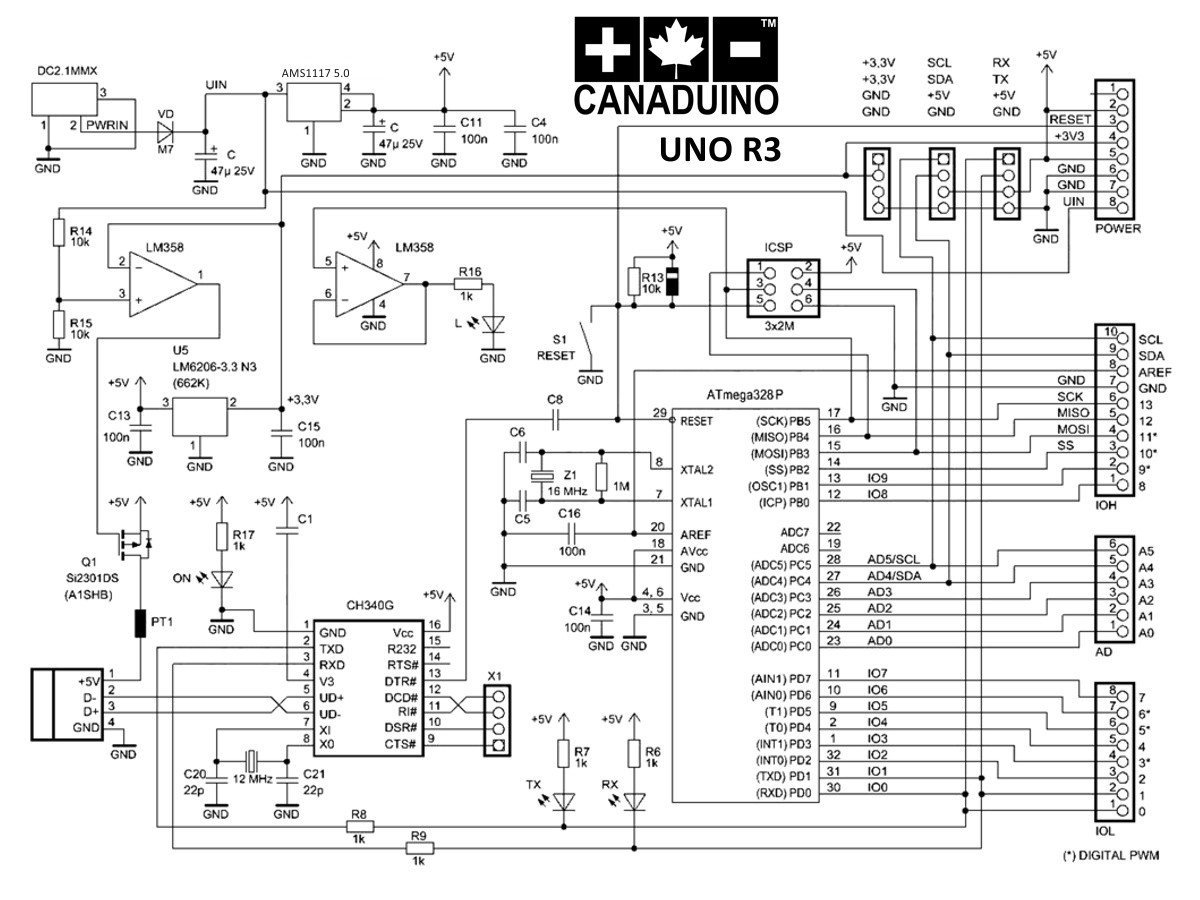 TM
CANADUINO
UNO R3
DC2.1MMX
3
1
2
PWRIN
GND
VD
M7
UIN
+
C
47µ 25V
GND
AMS1117 5.0
3
4
2
1
GND
+
C
47µ 25V
GND
+5V
C11
100n
GND
C4
100n
GND
+3,3V SCL RX
+3,3V SDA TX
GND +5V +5V
GND GND GND
+5V
1
2
RESET 3
+3V3 4
5
GND 6
GND 7
UIN 8
GND
POWER
R14
10k
R15
10k
GND
LM358
2
−
3
+
1
+5V
LM358
5
+
6
−
8
4
7
GND
R16
1k
L
GND
+5V
R13
10k
S1
RESET
GND
ICSP
1 2
3 4
5 6
3x2M
+5V
GND
U5
LM6206-3.3 N3
(662K)
+5V
3
2
1
+3,3V
C13
100n
GND
GND
C15
100n
GND
+5V
Q1
Si2301DS
(A1SHB)
PT1
+5V
R17
1k
ON
GND
+5V
C1
+5V 1
D- 2
D+ 3
GND 4
GND
CH340G
1 GND Vcc 16
2 TXD R232 15
3 RXD RTS# 14
4 V3 DTR# 13
5 UD+ DCD# 12
6 UD- RI# 11
7 XI DSR# 10
8 X0 CTS# 9
+5V
X1
C20
22p
GND
12 MHz
C21
22p
GND
R8
1k
R9
1k
+5V
R7
1k
TX
+5V
R6
1k
RX
C8
C6
Z1
16 MHz
1M
C5
C16
100n
GND
+5V
C14
100n
GND
GND
ATmega328P
29 RESET (SCK) PB5 17
(MISO) PB4 16
(MOSI) PB3 15
8 XTAL2 (SS) PB2 14
(OSC1) PB1 13 IO9
7 XTAL1 (ICP) PB0 12 IO8
20 AREF ADC7 22
18 AVcc ADC6 19
21 GND (ADC5) PC5 28 AD5/SCL
(ADC4) PC4 27 AD4/SDA
4, 6 Vcc (ADC3) PC3 26 AD3
3, 5 GND (ADC2) PC2 25 AD2
(ADC1) PC1 24 AD1
(ADC0) PC0 23 AD0
(AIN1) PD7 11 IO7
(AIN0) PD6 10 IO6
(T1) PD5 9 IO5
(T0) PD4 2 IO4
(INT1) PD3 1 IO3
(INT0) PD2 32 IO2
(TXD) PD1 31 IO1
(RXD) PD0 30 IO0
10 SCL
9 SDA
8 AREF
GND 7 GND
SCK 6 13
MISO 5 12
MOSI 4 11*
SS 3 10*
2 9*
1 8
IOH
6 A5
5 A4
4 A3
3 A2
2 A1
1 A0
AD
8 7
7 6*
6 5*
5 4
4 3*
3 2
2 1
1 0
IOL
(*) DIGITAL PWM